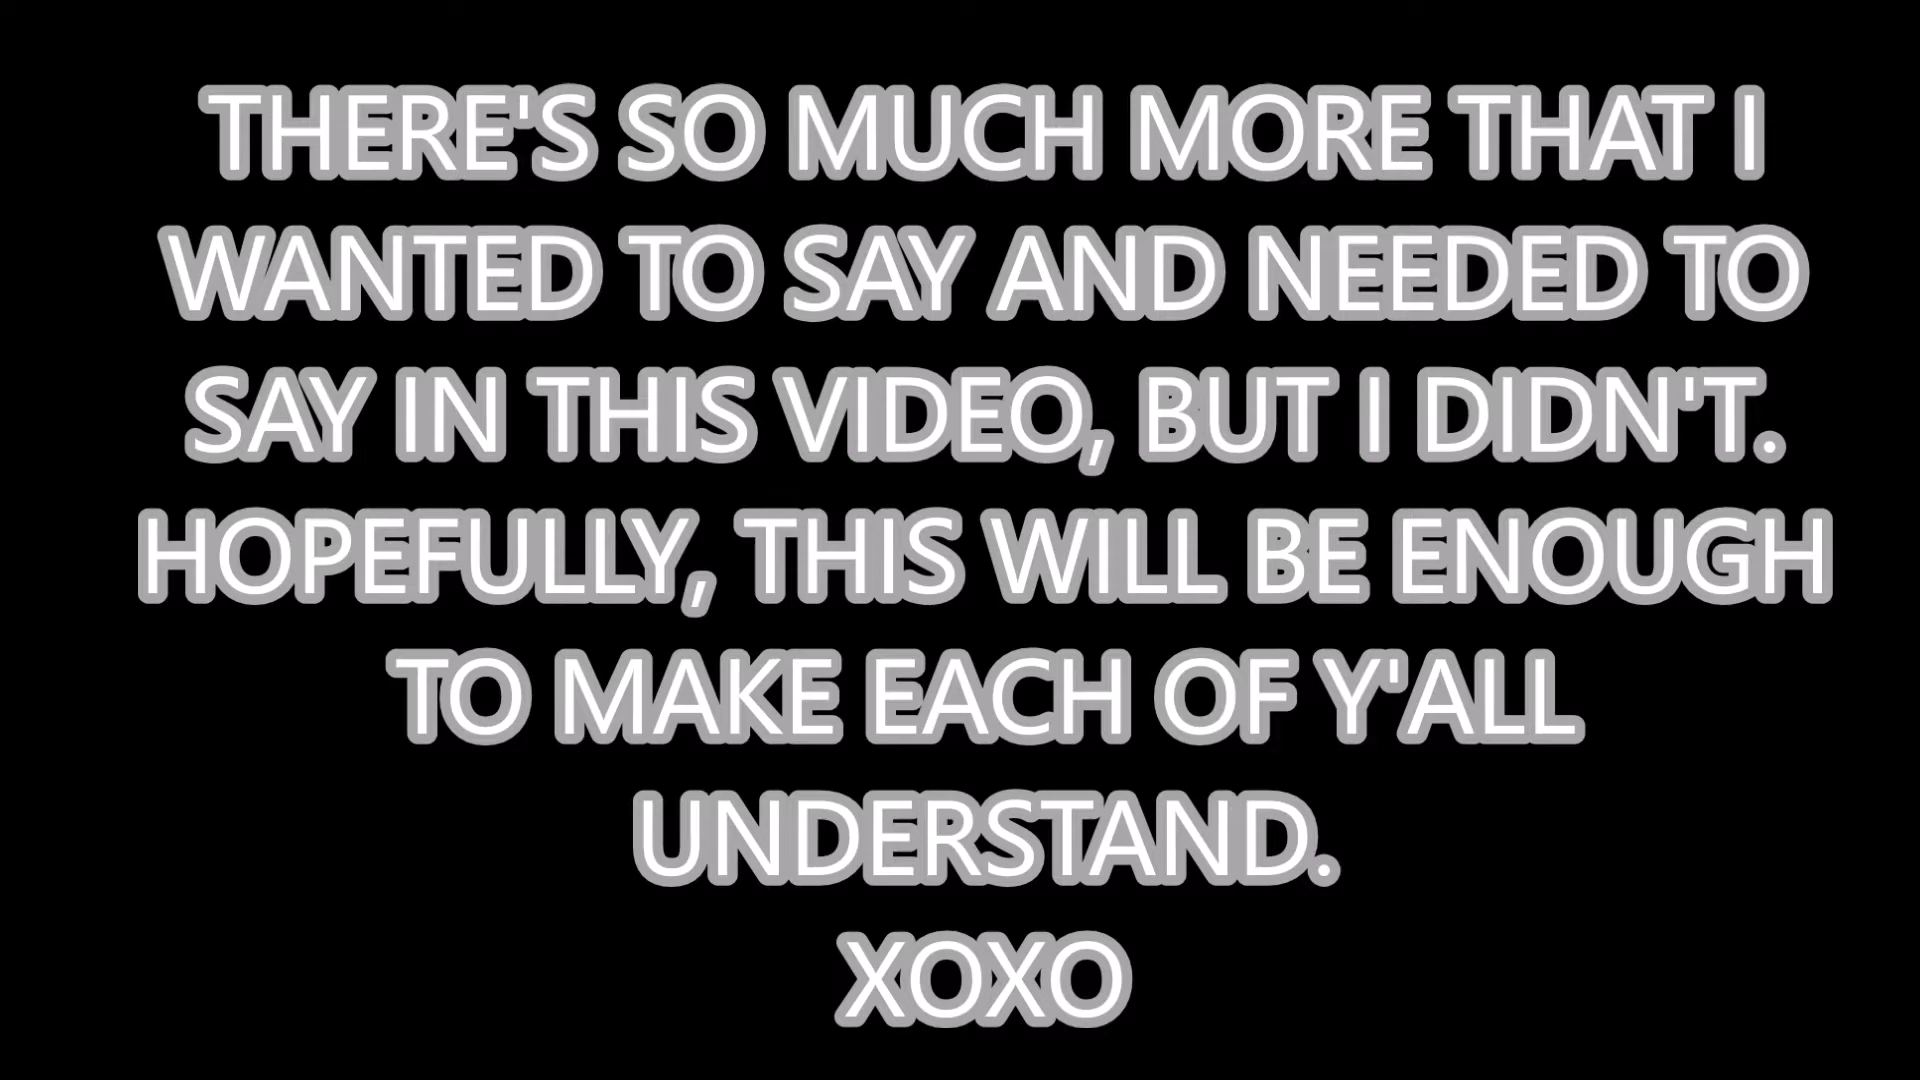 THERE'S SO MUCH MORE THAT I
WANTED TO SAY AND NEEDED TO
SAY IN THIS VIDEO, BUT I DIDN'T.
HOPEFULLY, THIS WILL BE ENOUGH
TO MAKE EACH OF Y'ALL
UNDERSTAND.
XOXO